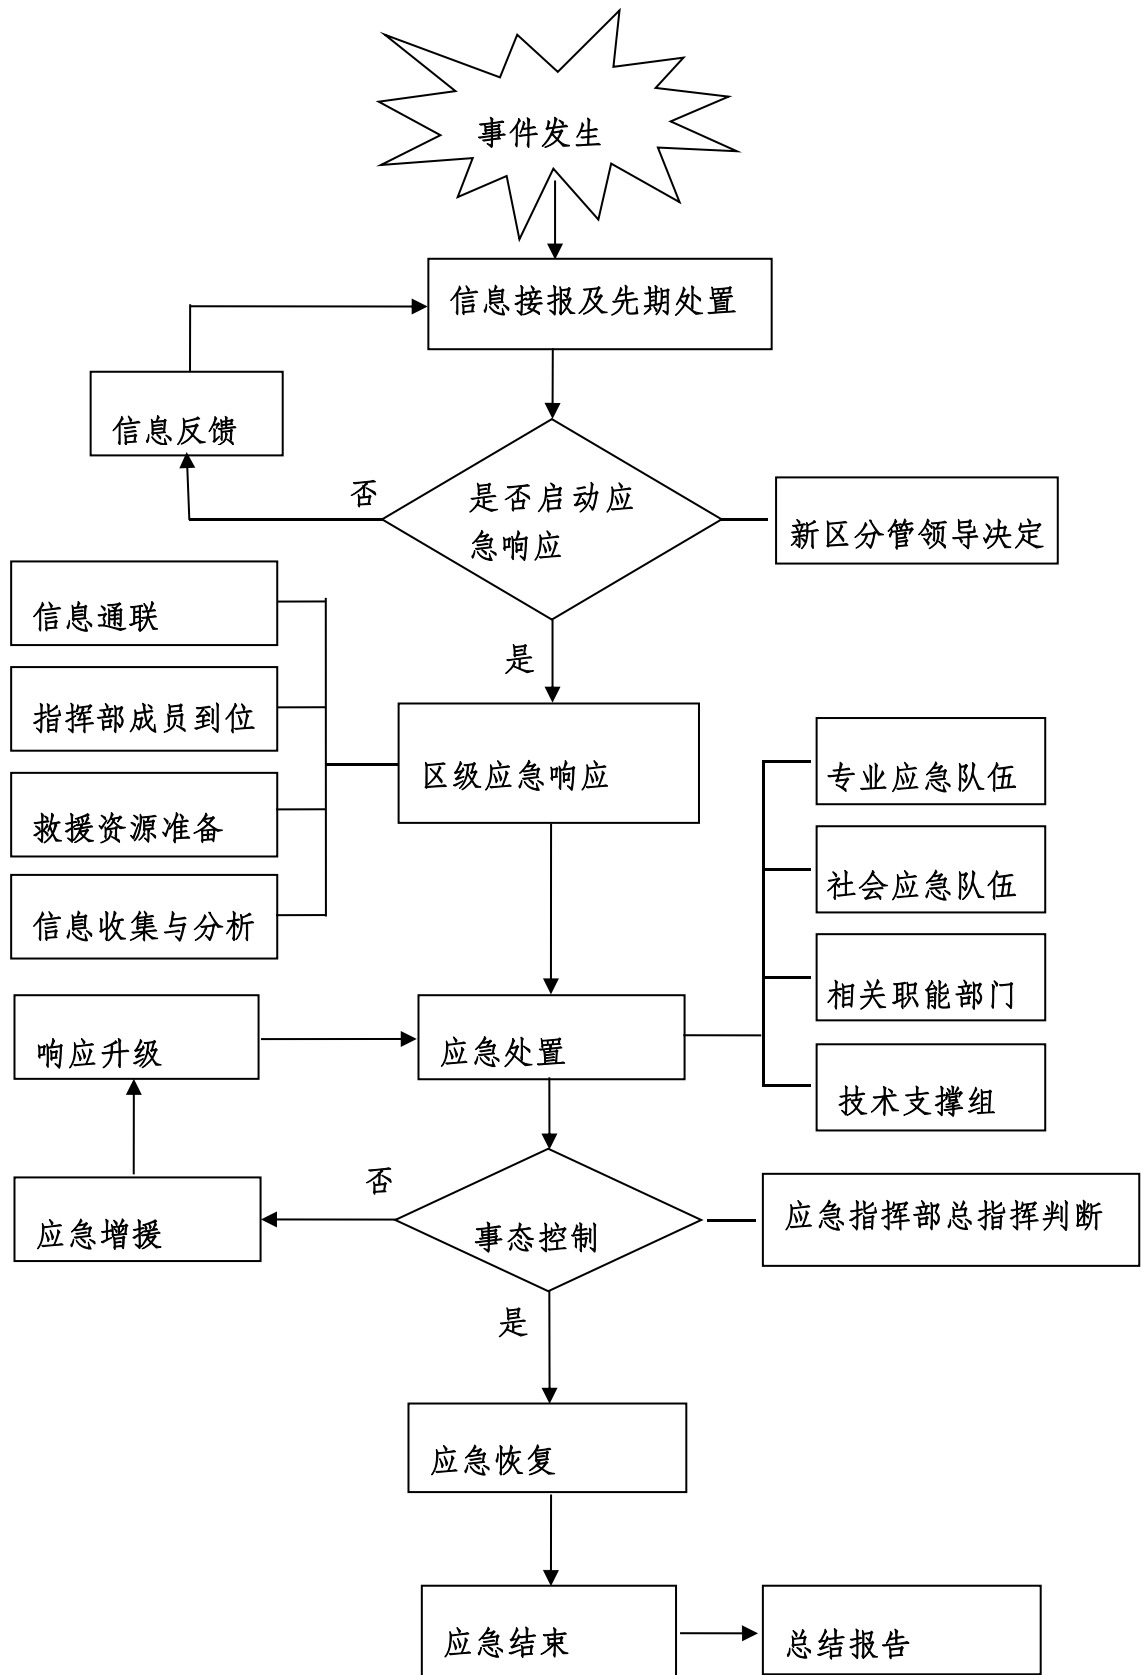 事件发生
信息接报及先期处置
信息反馈
否
是否启动应
急响应
新区分管领导决定
信息通联
是
指挥部成员到位
区级应急响应
专业应急队伍
救援资源准备
社会应急队伍
信息收集与分析
相关职能部门
响应升级
应急处置
技术支撑组
否
应急增援
事态控制
应急指挥部总指挥判断
是
应急恢复
应急结束
总结报告